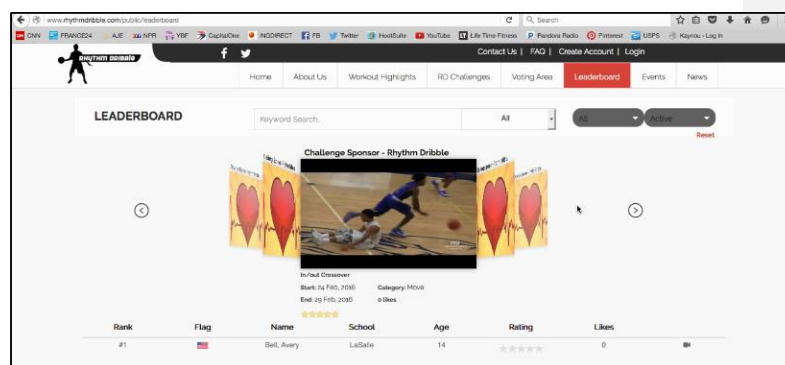 www.rhythmdribble.com/public/leaderboard
Search
CNN FRANCE24 AJE NPR YBF CapitalOne INGDIRECT FB Twitter HootSuite YouTube Life Time Fitness Pandora Radio Pinterest USPS Kaynou - Log In
RHYTHM DRIBBLE
Contact Us | FAQ | Create Account | Login
Home About Us Workout Highlights RD Challenges Voting Area Leaderboard Events News
LEADERBOARD
Keyword Search..
All
All
Active
Reset
Challenge Sponsor - Rhythm Dribble
In/out Crossover
Start: 24 Feb, 2016 Category: Move
End: 29 Feb, 2016 0 likes
Rank Flag Name School Age Rating Likes
#1 Bell, Avery LaSalle 14 0